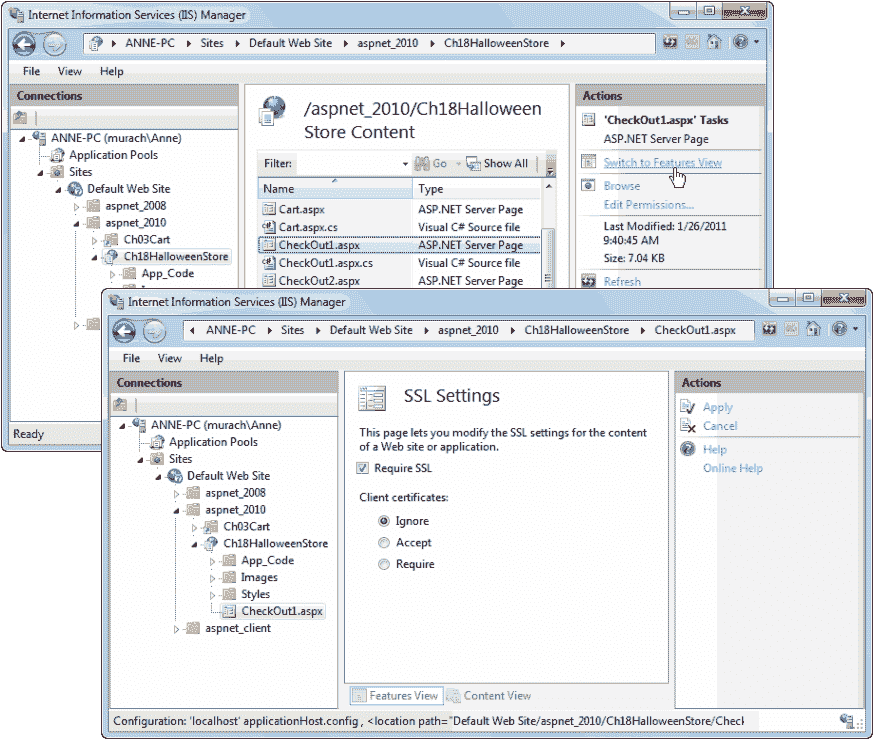 Internet Information Services (IIS) Manager
ANNE-PC Sites Default Web Site aspnet_2010 Ch18HalloweenStore
File View Help
Connections
ANNE-PC (murach\Anne)
Application Pools
Sites
Default Web Site
aspnet_2008
aspnet_2010
Ch03Cart
Ch18HalloweenStore
App_Code
Ready
/aspnet_2010/Ch18Halloween
Store Content
Filter: Go Show All
Name Type
Cart.aspx ASP.NET Server Page
Cart.aspx.cs Visual C# Source file
CheckOut1.aspx ASP.NET Server Page
CheckOut1.aspx.cs Visual C# Source file
CheckOut2.aspx ASP.NET Server Page
Actions
'CheckOut1.aspx' Tasks
ASP.NET Server Page
Switch to Features View
Browse
Edit Permissions...
Last Modified: 1/26/2011
9:40:45 AM
Size: 7.04 KB
Refresh
Internet Information Services (IIS) Manager
ANNE-PC Sites Default Web Site aspnet_2010 Ch18HalloweenStore CheckOut1.aspx
File View Help
Connections
ANNE-PC (murach\Anne)
Application Pools
Sites
Default Web Site
aspnet_2008
aspnet_2010
Ch03Cart
Ch18HalloweenStore
App_Code
Images
Styles
CheckOut1.aspx
aspnet_client
SSL Settings
This page lets you modify the SSL settings for the content
of a Web site or application.
Require SSL
Client certificates:
Ignore
Accept
Require
Features View Content View
Actions
Apply
Cancel
Help
Online Help
Configuration: 'localhost' applicationHost.config, <location path="Default Web Site/aspnet_2010/Ch18HalloweenStore/Check